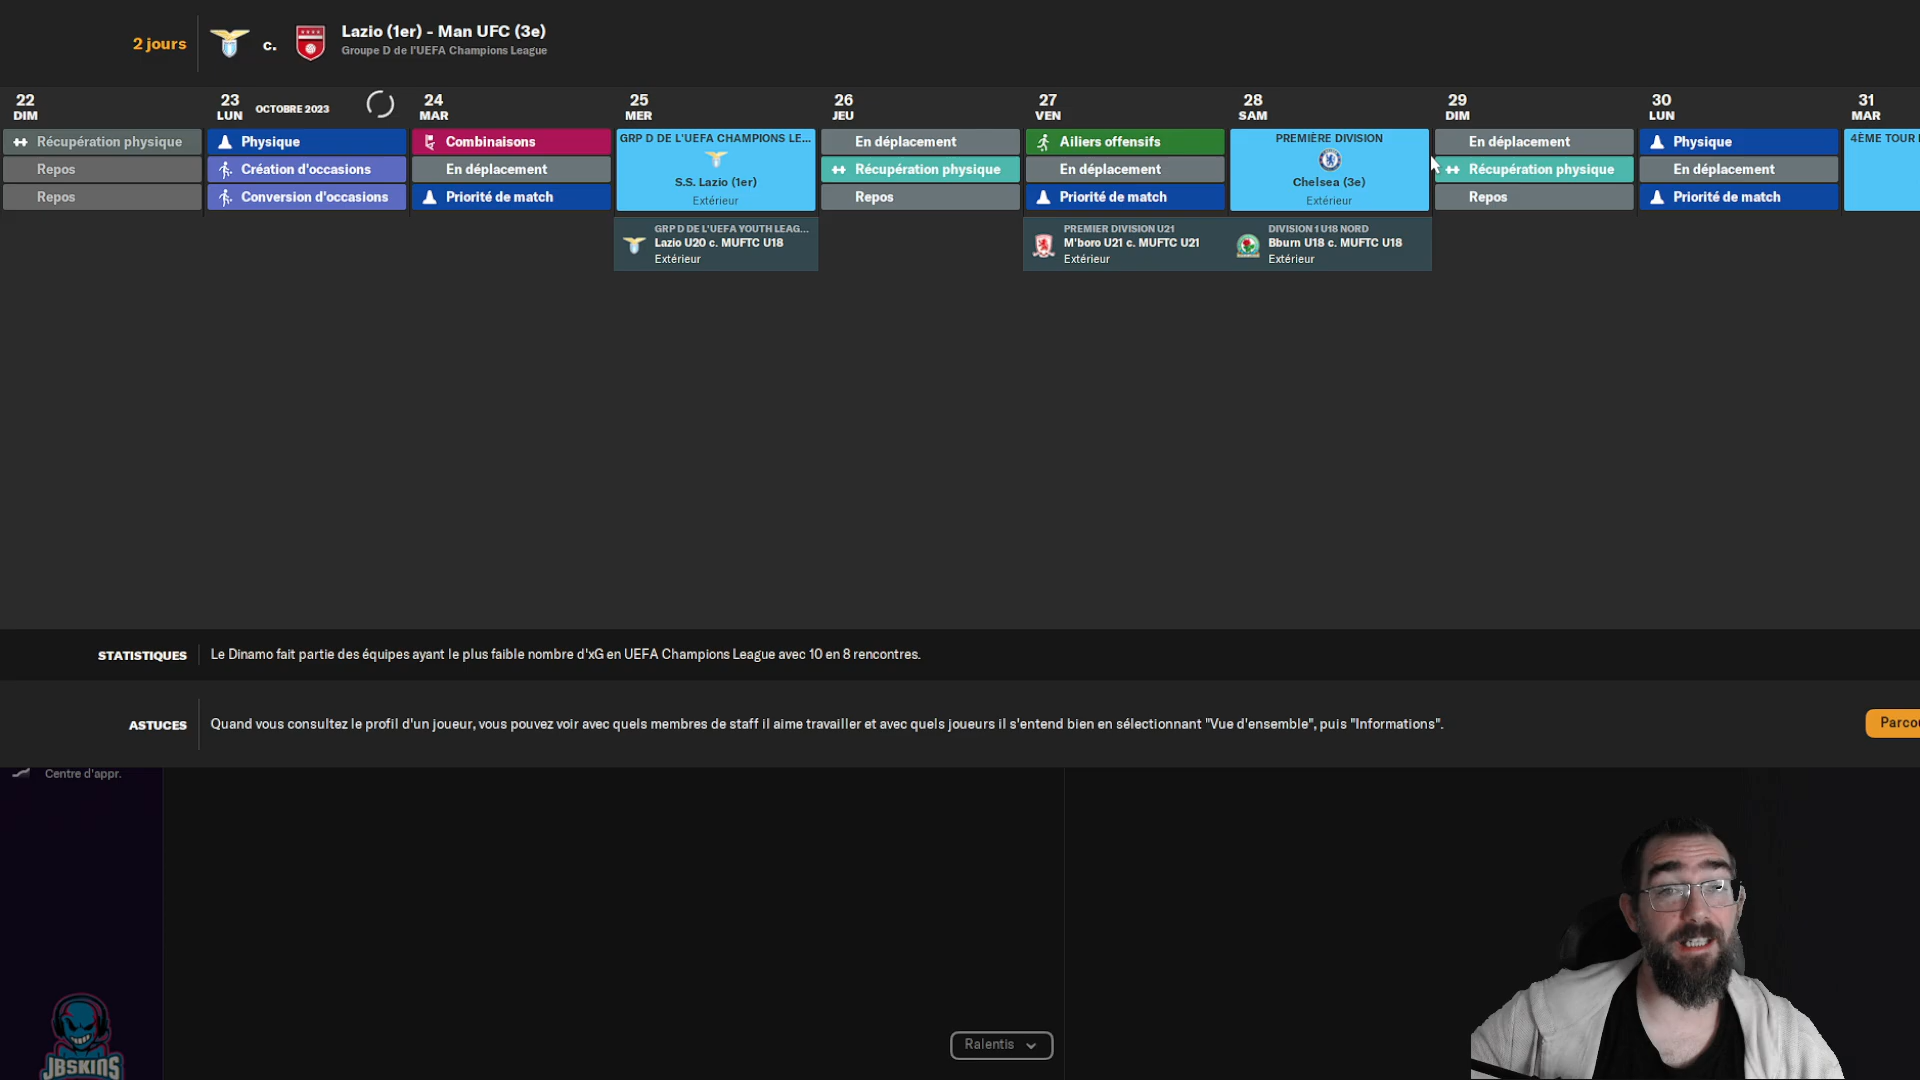 2 jours
c.
Lazio (1er) - Man UFC (3e)
Groupe D de l'UEFA Champions League
22
DIM
Récupération physique
Repos
Repos
23
LUN
OCTOBRE 2023
Physique
Création d'occasions
Conversion d'occasions
24
MAR
Combinaisons
En déplacement
Priorité de match
25
MER
GRP D DE L'UEFA CHAMPIONS LE...
S.S. Lazio (1er)
Extérieur
GRP D DE L'UEFA YOUTH LEAG...
Lazio U20 c. MUFTC U18
Extérieur
26
JEU
En déplacement
Récupération physique
Repos
27
VEN
Ailiers offensifs
En déplacement
Priorité de match
PREMIER DIVISION U21
M'boro U21 c. MUFTC U21
Extérieur
28
SAM
PREMIÈRE DIVISION
Chelsea (3e)
Extérieur
DIVISION 1 U18 NORD
Bburn U18 c. MUFTC U18
Extérieur
29
DIM
En déplacement
Récupération physique
Repos
30
LUN
Physique
En déplacement
Priorité de match
31
MAR
4ÈME TOUR
STATISTIQUES
Le Dinamo fait partie des équipes ayant le plus faible nombre d'xG en UEFA Champions League avec 10 en 8 rencontres.
ASTUCES
Quand vous consultez le profil d'un joueur, vous pouvez voir avec quels membres de staff il aime travailler et avec quels joueurs il s'entend bien en sélectionnant "Vue d'ensemble", puis "Informations".
Parcou
Centre d'appr.
Ralentis
JBSKINS